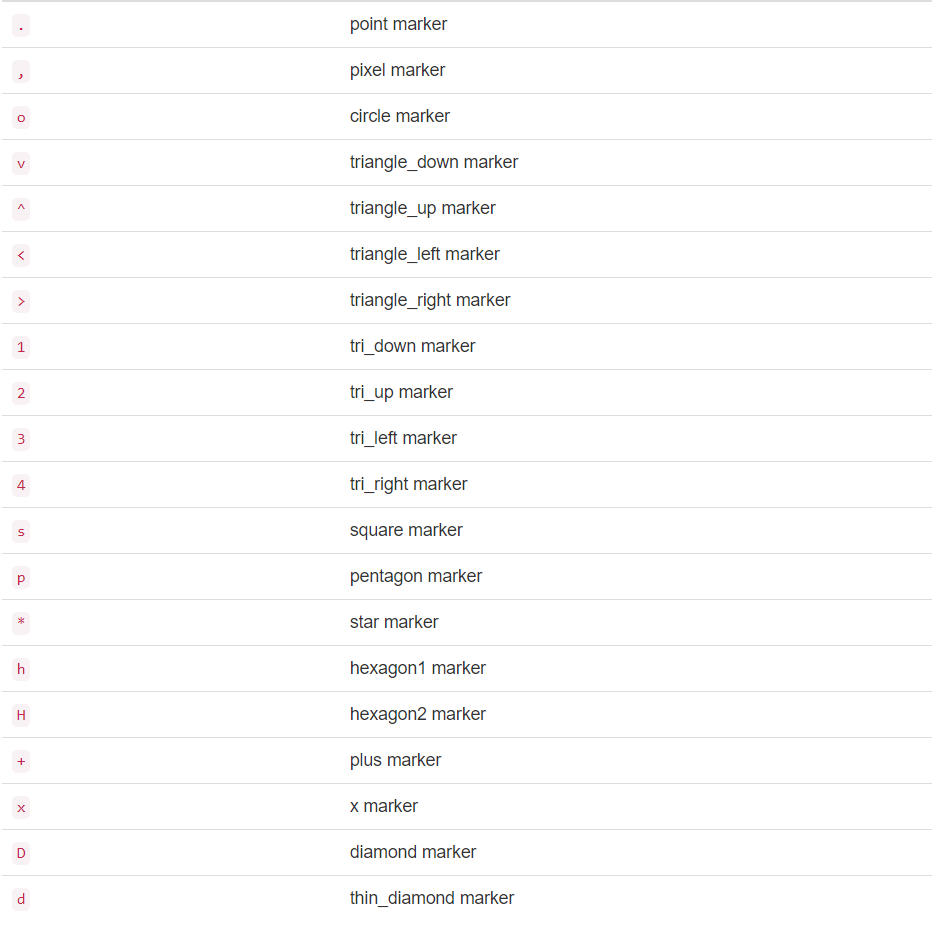 . point marker
, pixel marker
o circle marker
v triangle_down marker
^ triangle_up marker
< triangle_left marker
> triangle_right marker
1 tri_down marker
2 tri_up marker
3 tri_left marker
4 tri_right marker
s square marker
p pentagon marker
* star marker
h hexagon1 marker
H hexagon2 marker
+ plus marker
x x marker
D diamond marker
d thin_diamond marker